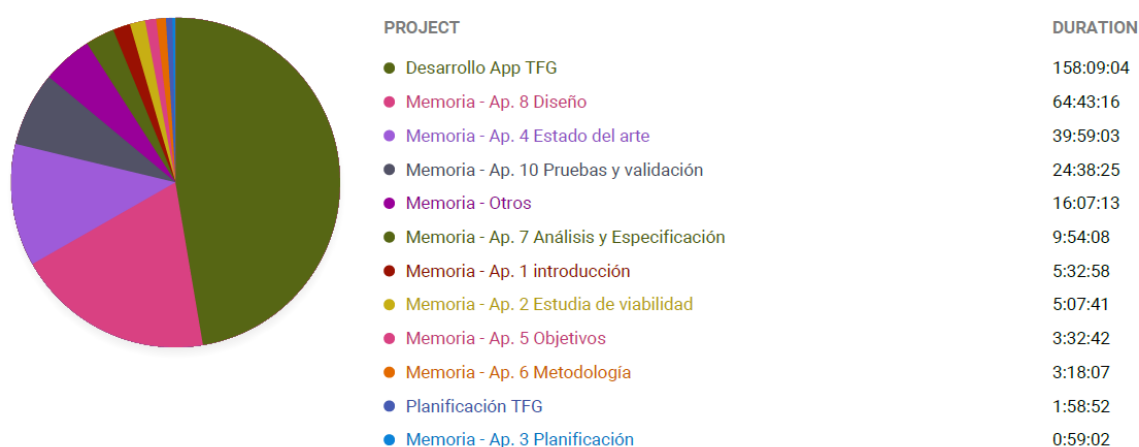 PROJECT DURATION
Desarrollo App TFG 158:09:04
Memoria - Ap. 8 Diseño 64:43:16
Memoria - Ap. 4 Estado del arte 39:59:03
Memoria - Ap. 10 Pruebas y validación 24:38:25
Memoria - Otros 16:07:13
Memoria - Ap. 7 Análisis y Especificación 9:54:08
Memoria - Ap. 1 introducción 5:32:58
Memoria - Ap. 2 Estudia de viabilidad 5:07:41
Memoria - Ap. 5 Objetivos 3:32:42
Memoria - Ap. 6 Metodología 3:18:07
Planificación TFG 1:58:52
Memoria - Ap. 3 Planificación 0:59:02